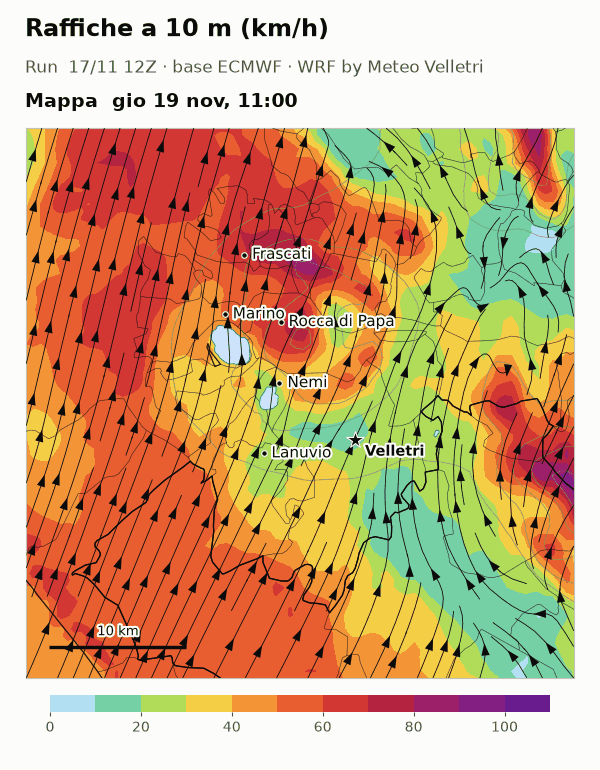 Raffiche a 10 m (km/h)
Run  17/11 12Z · base ECMWF · WRF by Meteo Velletri
Mappa  gio 19 nov, 11:00
Frascati
Marino
Rocca di Papa
Nemi
Velletri
Lanuvio
10 km
0 20 40 60 80 100